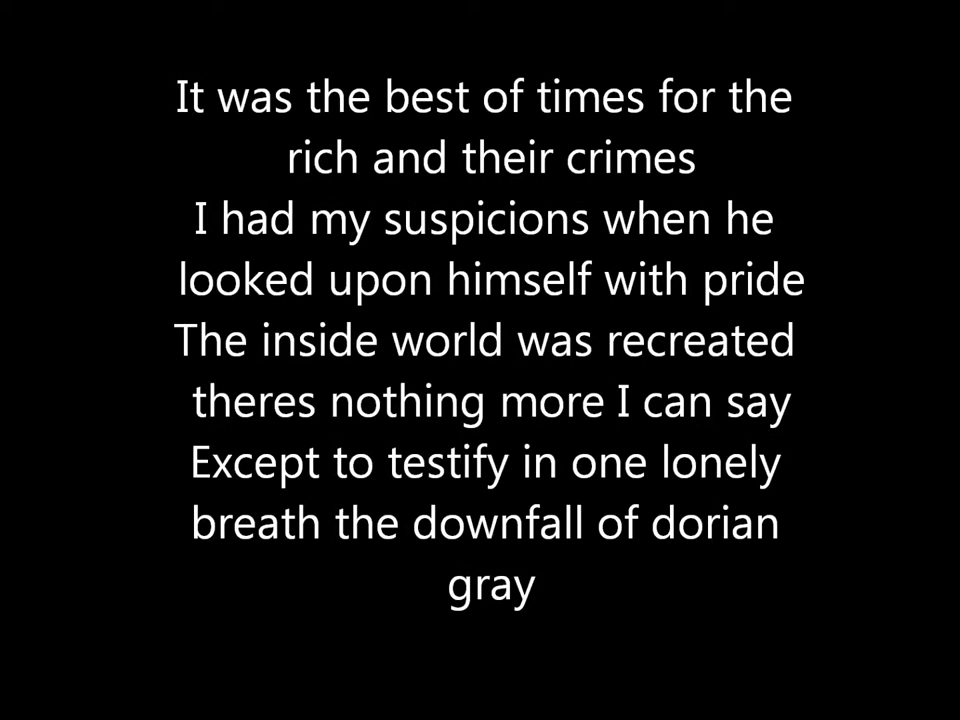 It was the best of times for the
rich and their crimes
I had my suspicions when he
looked upon himself with pride
The inside world was recreated
theres nothing more I can say
Except to testify in one lonely
breath the downfall of dorian
gray